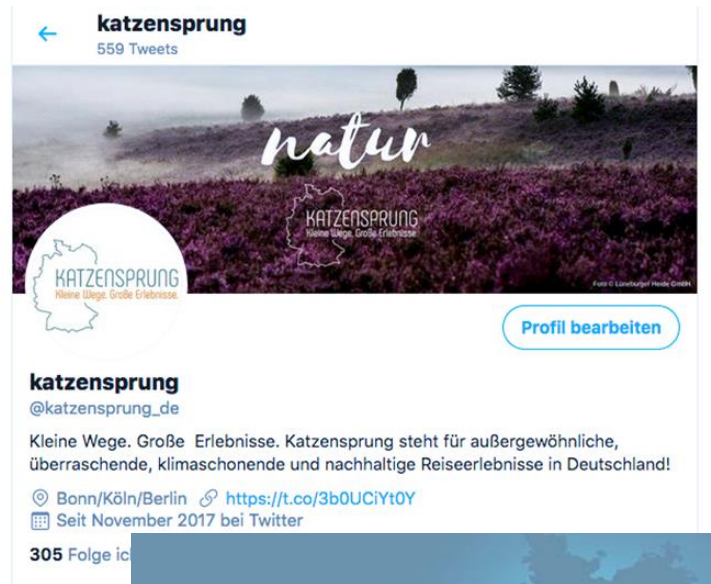 katzensprung
559 Tweets
natur
KATZENSPRUNG
Kleine Wege. Große Erlebnisse.
Foto © Lüneburger Heide GmbH
KATZENSPRUNG
Kleine Wege. Große Erlebnisse.
Profil bearbeiten
katzensprung
@katzensprung_de
Kleine Wege. Große Erlebnisse. Katzensprung steht für außergewöhnliche,
überraschende, klimaschonende und nachhaltige Reiseerlebnisse in Deutschland!
Bonn/Köln/Berlin https://t.co/3b0UCiYt0Y
Seit November 2017 bei Twitter
305 Folge